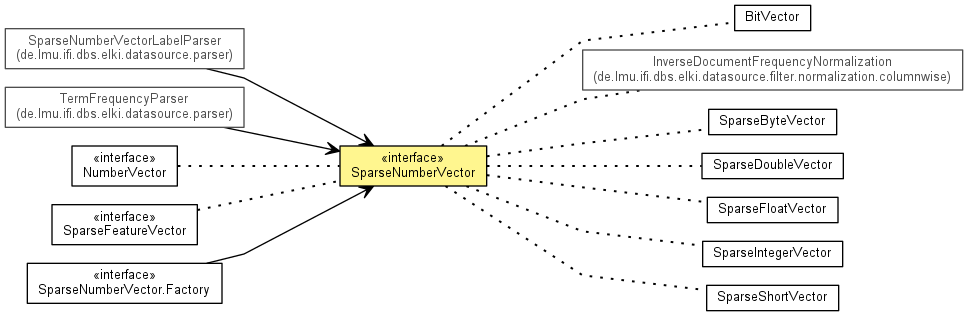 SparseNumberVectorLabelParser
(de.lmu.ifi.dbs.elki.datasource.parser)
TermFrequencyParser
(de.lmu.ifi.dbs.elki.datasource.parser)
«interface»
NumberVector
«interface»
SparseFeatureVector
«interface»
SparseNumberVector.Factory
«interface»
SparseNumberVector
BitVector
InverseDocumentFrequencyNormalization
(de.lmu.ifi.dbs.elki.datasource.filter.normalization.columnwise)
SparseByteVector
SparseDoubleVector
SparseFloatVector
SparseIntegerVector
SparseShortVector